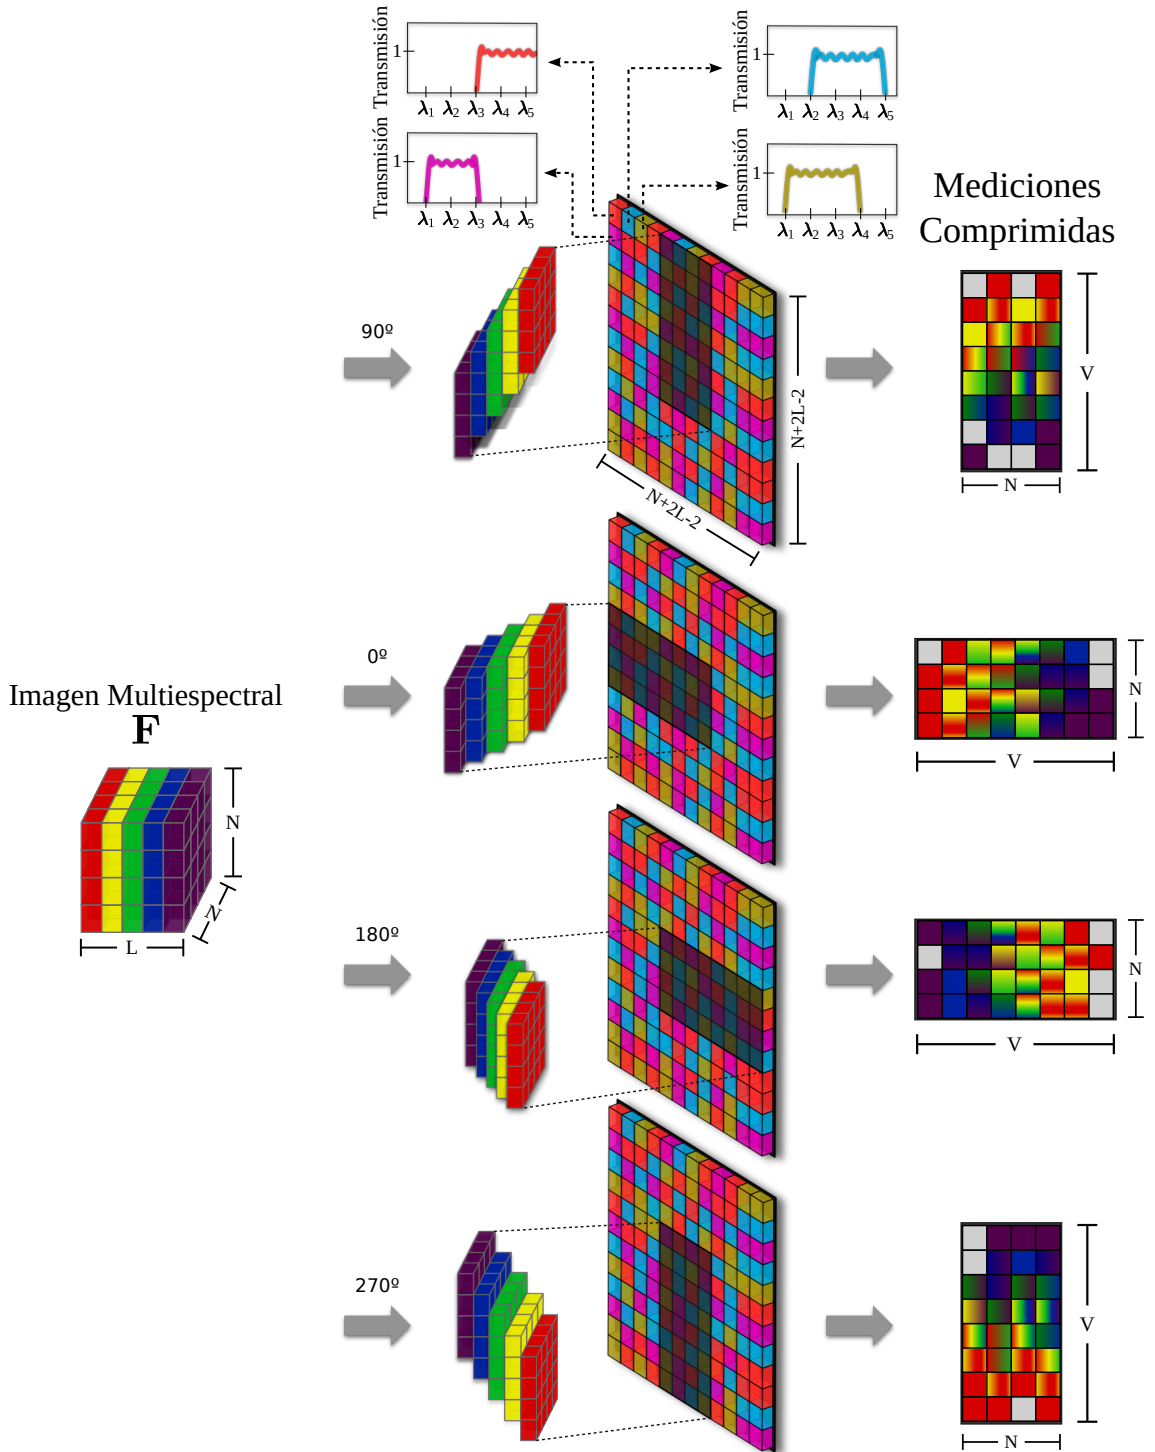 Transmisión
1
λ1 λ2 λ3 λ4 λ5
Transmisión
1
λ1 λ2 λ3 λ4 λ5
Transmisión
1
λ1 λ2 λ3 λ4 λ5
Transmisión
1
λ1 λ2 λ3 λ4 λ5
Mediciones
Comprimidas
90º
N+2L-2
N+2L-2
V
N
0º
N
V
Imagen Multiespectral
F
N
N
L
180º
N
V
270º
V
N